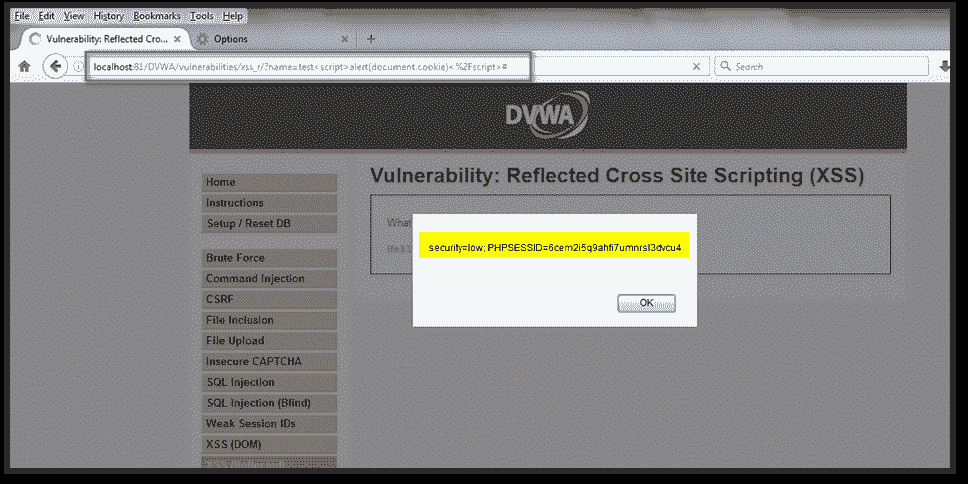 File Edit View History Bookmarks Tools Help
Vulnerability: Reflected Cro... × Options × +
localhost:81/DVWA/vulnerabilities/xss_r/?name=test<script>alert(document.cookie)<%2Fscript># × Search
DVWA
Vulnerability: Reflected Cross Site Scripting (XSS)
Home
Instructions
Setup / Reset DB
What
Hell
security=low; PHPSESSID=6cem2i5q9ahfi7umnrsl3dvcu4
OK
Brute Force
Command Injection
CSRF
File Inclusion
File Upload
Insecure CAPTCHA
SQL Injection
SQL Injection (Blind)
Weak Session IDs
XSS (DOM)